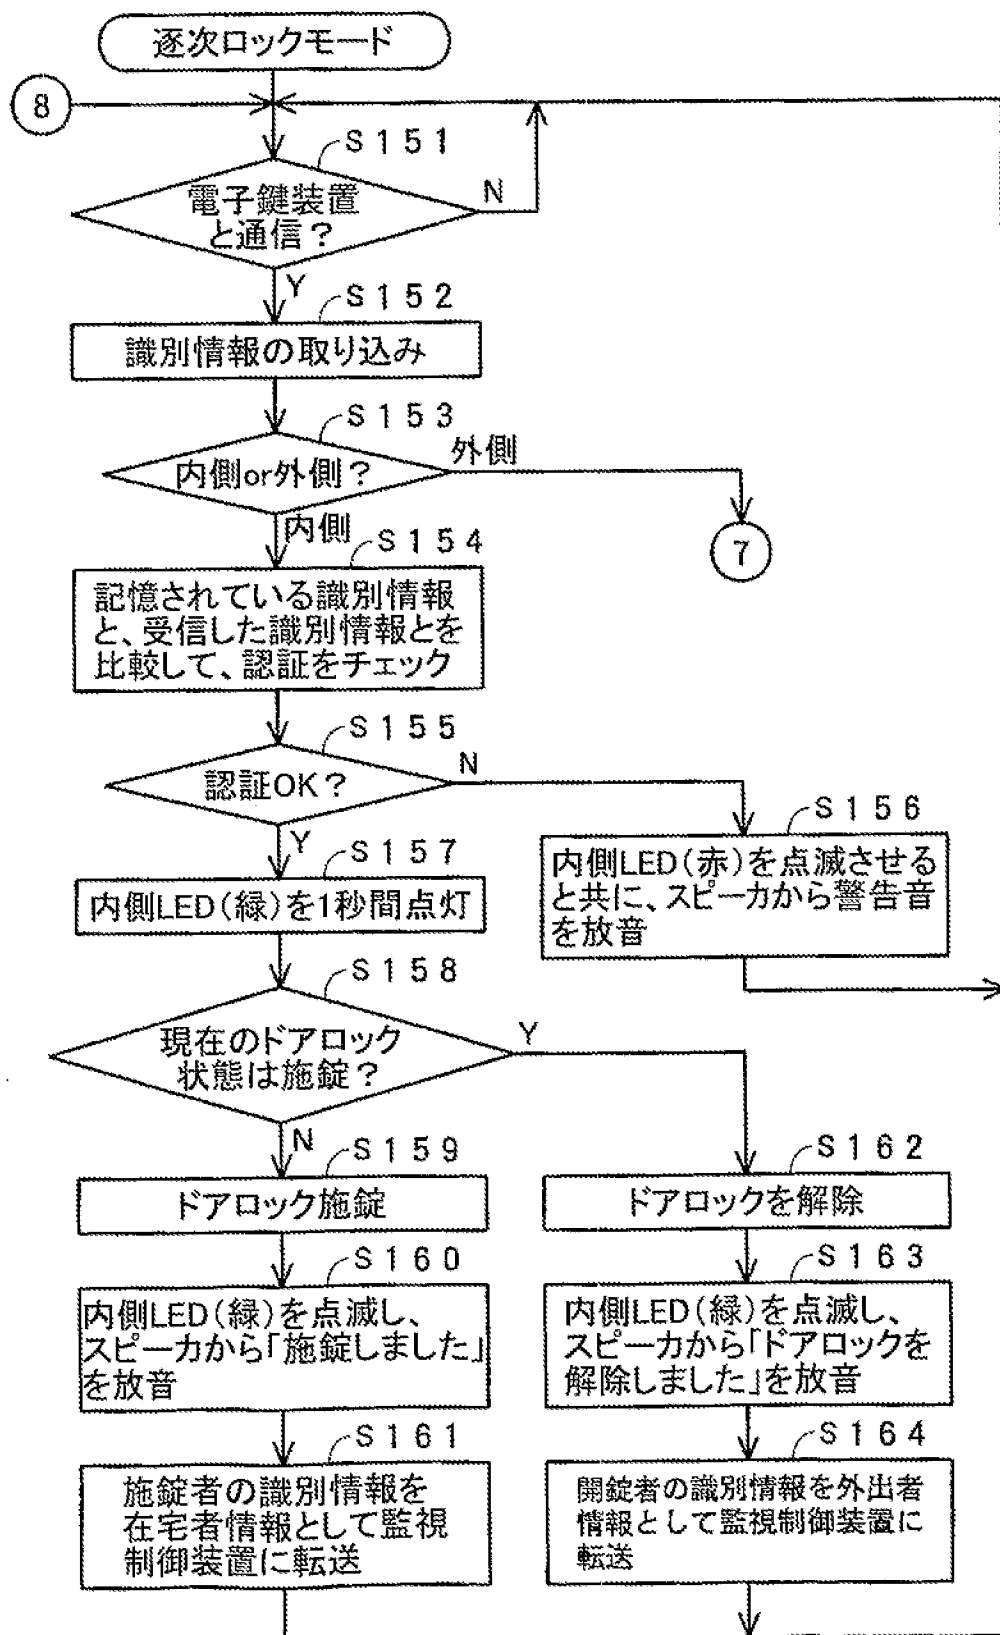 逐次ロックモード
8
S151
電子鍵装置
と通信?
N
Y
S152
識別情報の取り込み
S153
内側or外側?
外側
7
内側
S154
記憶されている識別情報
と、受信した識別情報とを
比較して、認証をチェック
S155
認証OK?
N
Y
S156
内側LED(赤)を点滅させる
と共に、スピーカから警告音
を放音
S157
内側LED(緑)を1秒間点灯
S158
現在のドアロック
状態は施錠?
Y
N
S159
ドアロック施錠
S162
ドアロックを解除
S160
内側LED(緑)を点滅し、
スピーカから「施錠しました」
を放音
S163
内側LED(緑)を点滅し、
スピーカから「ドアロックを
解除しました」を放音
S161
施錠者の識別情報を
在宅者情報として監視
制御装置に転送
S164
開錠者の識別情報を外出者
情報として監視制御装置に
転送